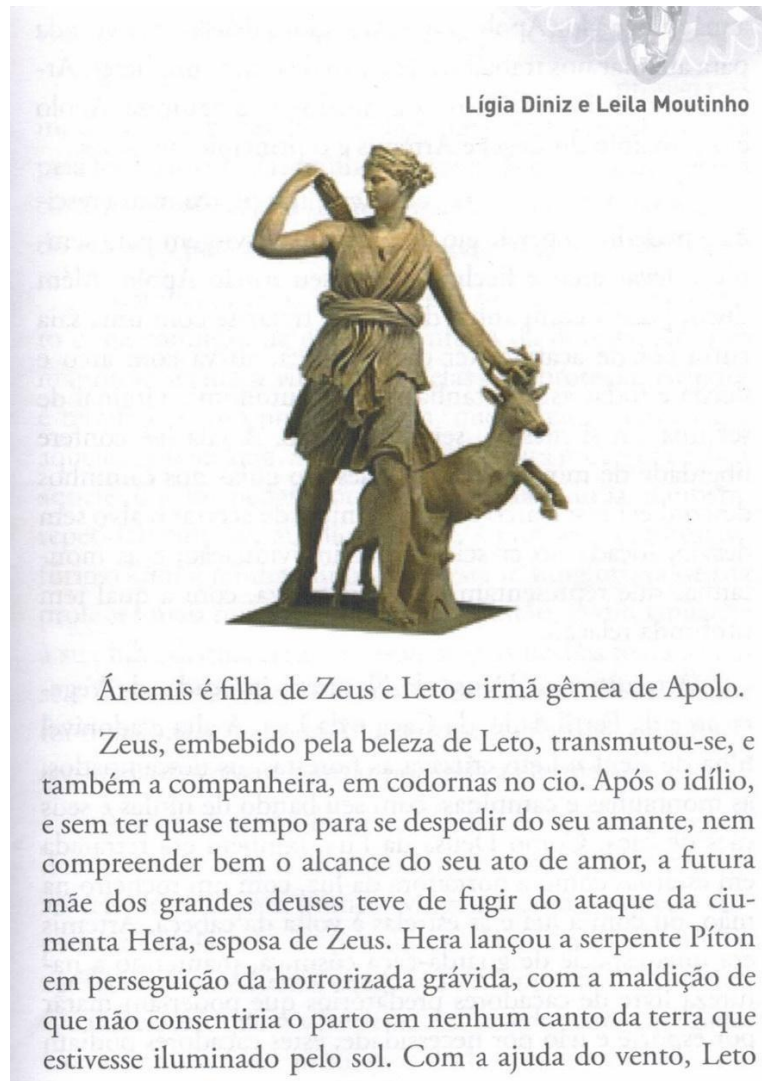 Lígia Diniz e Leila Moutinho
Ártemis é filha de Zeus e Leto e irmã gêmea de Apolo.
Zeus, embebido pela beleza de Leto, transmutou-se, e
também a companheira, em codornas no cio. Após o idílio,
e sem ter quase tempo para se despedir do seu amante, nem
compreender bem o alcance do seu ato de amor, a futura
mãe dos grandes deuses teve de fugir do ataque da ciu-
menta Hera, esposa de Zeus. Hera lançou a serpente Píton
em perseguição da horrorizada grávida, com a maldição de
que não consentiria o parto em nenhum canto da terra que
estivesse iluminado pelo sol. Com a ajuda do vento, Leto